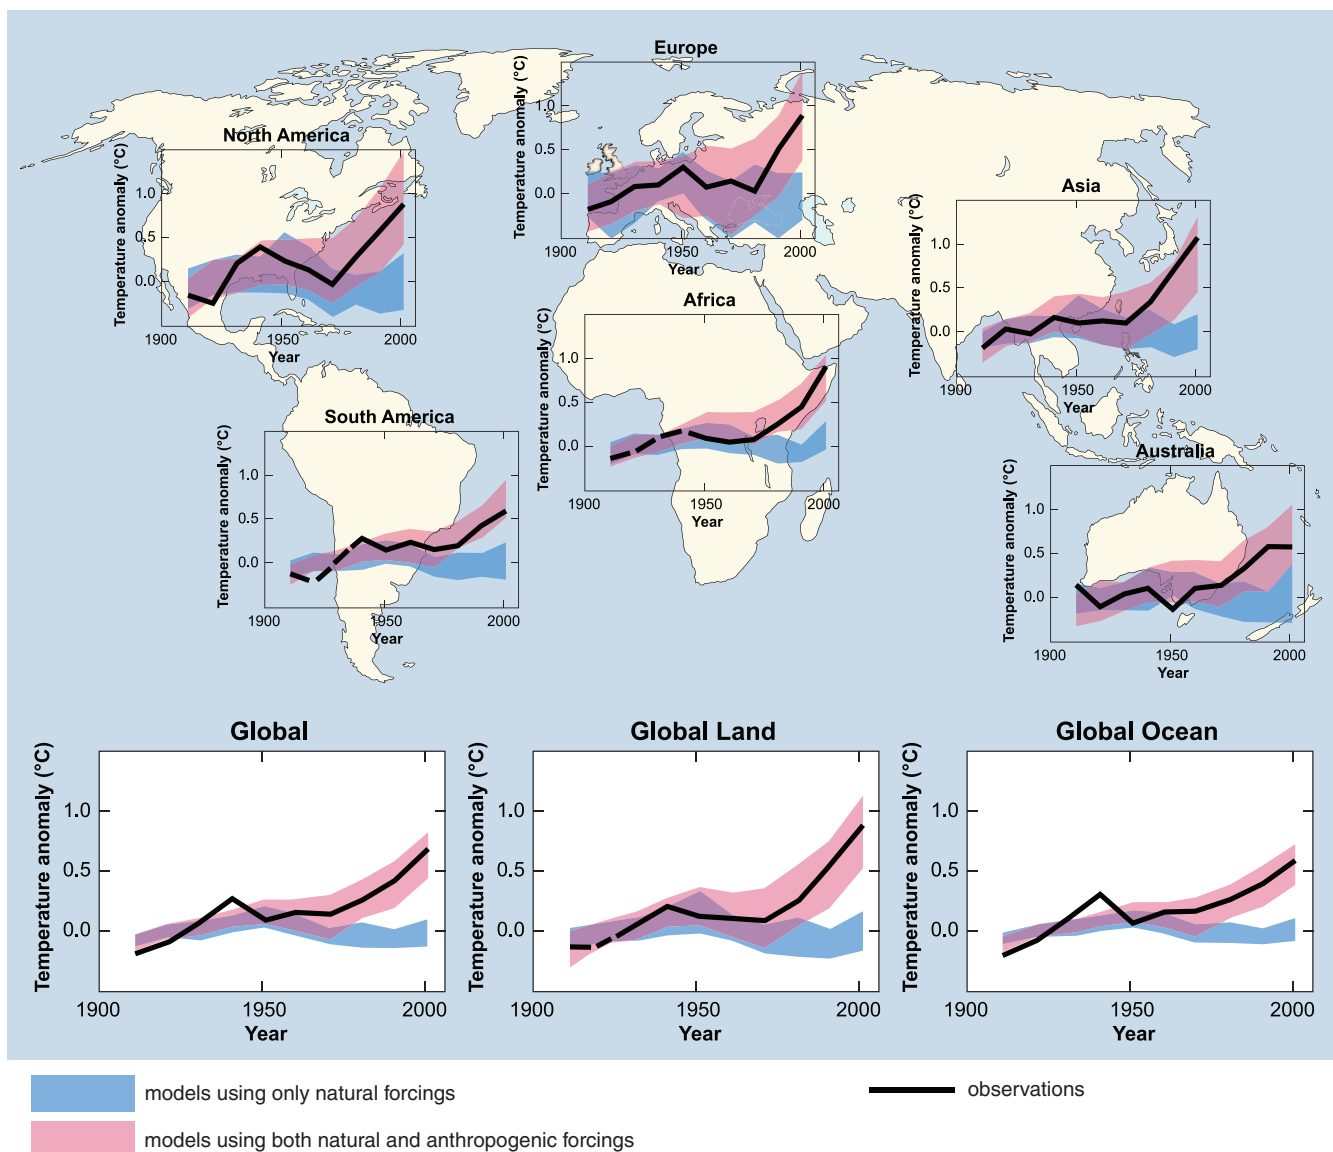 Europe
Temperature anomaly (°C)
1.0
0.5
0.0
1900
1950
2000
Year
North America
Temperature anomaly (°C)
1.0
0.5
0.0
1900
1950
2000
Year
Asia
Temperature anomaly (°C)
1.0
0.5
0.0
1900
1950
2000
Year
Africa
Temperature anomaly (°C)
1.0
0.5
0.0
1900
1950
2000
Year
South America
Temperature anomaly (°C)
1.0
0.5
0.0
1900
1950
2000
Year
Australia
Temperature anomaly (°C)
1.0
0.5
0.0
1900
1950
2000
Year
Global
Temperature anomaly (°C)
1.0
0.5
0.0
1900
1950
2000
Year
Global Land
Temperature anomaly (°C)
1.0
0.5
0.0
1900
1950
2000
Year
Global Ocean
Temperature anomaly (°C)
1.0
0.5
0.0
1900
1950
2000
Year
models using only natural forcings
observations
models using both natural and anthropogenic forcings